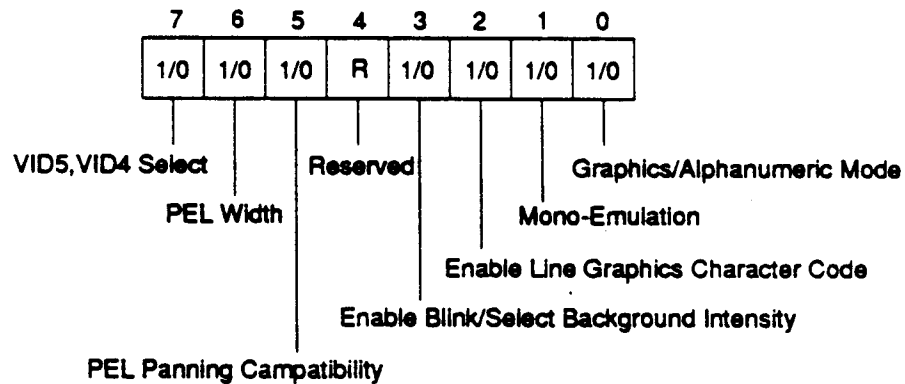 7 6 5 4 3 2 1 0
1/0 1/0 1/0 R 1/0 1/0 1/0 1/0
VID5,VID4 Select
Reserved
Graphics/Alphanumeric Mode
PEL Width
Mono-Emulation
Enable Line Graphics Character Code
Enable Blink/Select Background Intensity
PEL Panning Campatibility